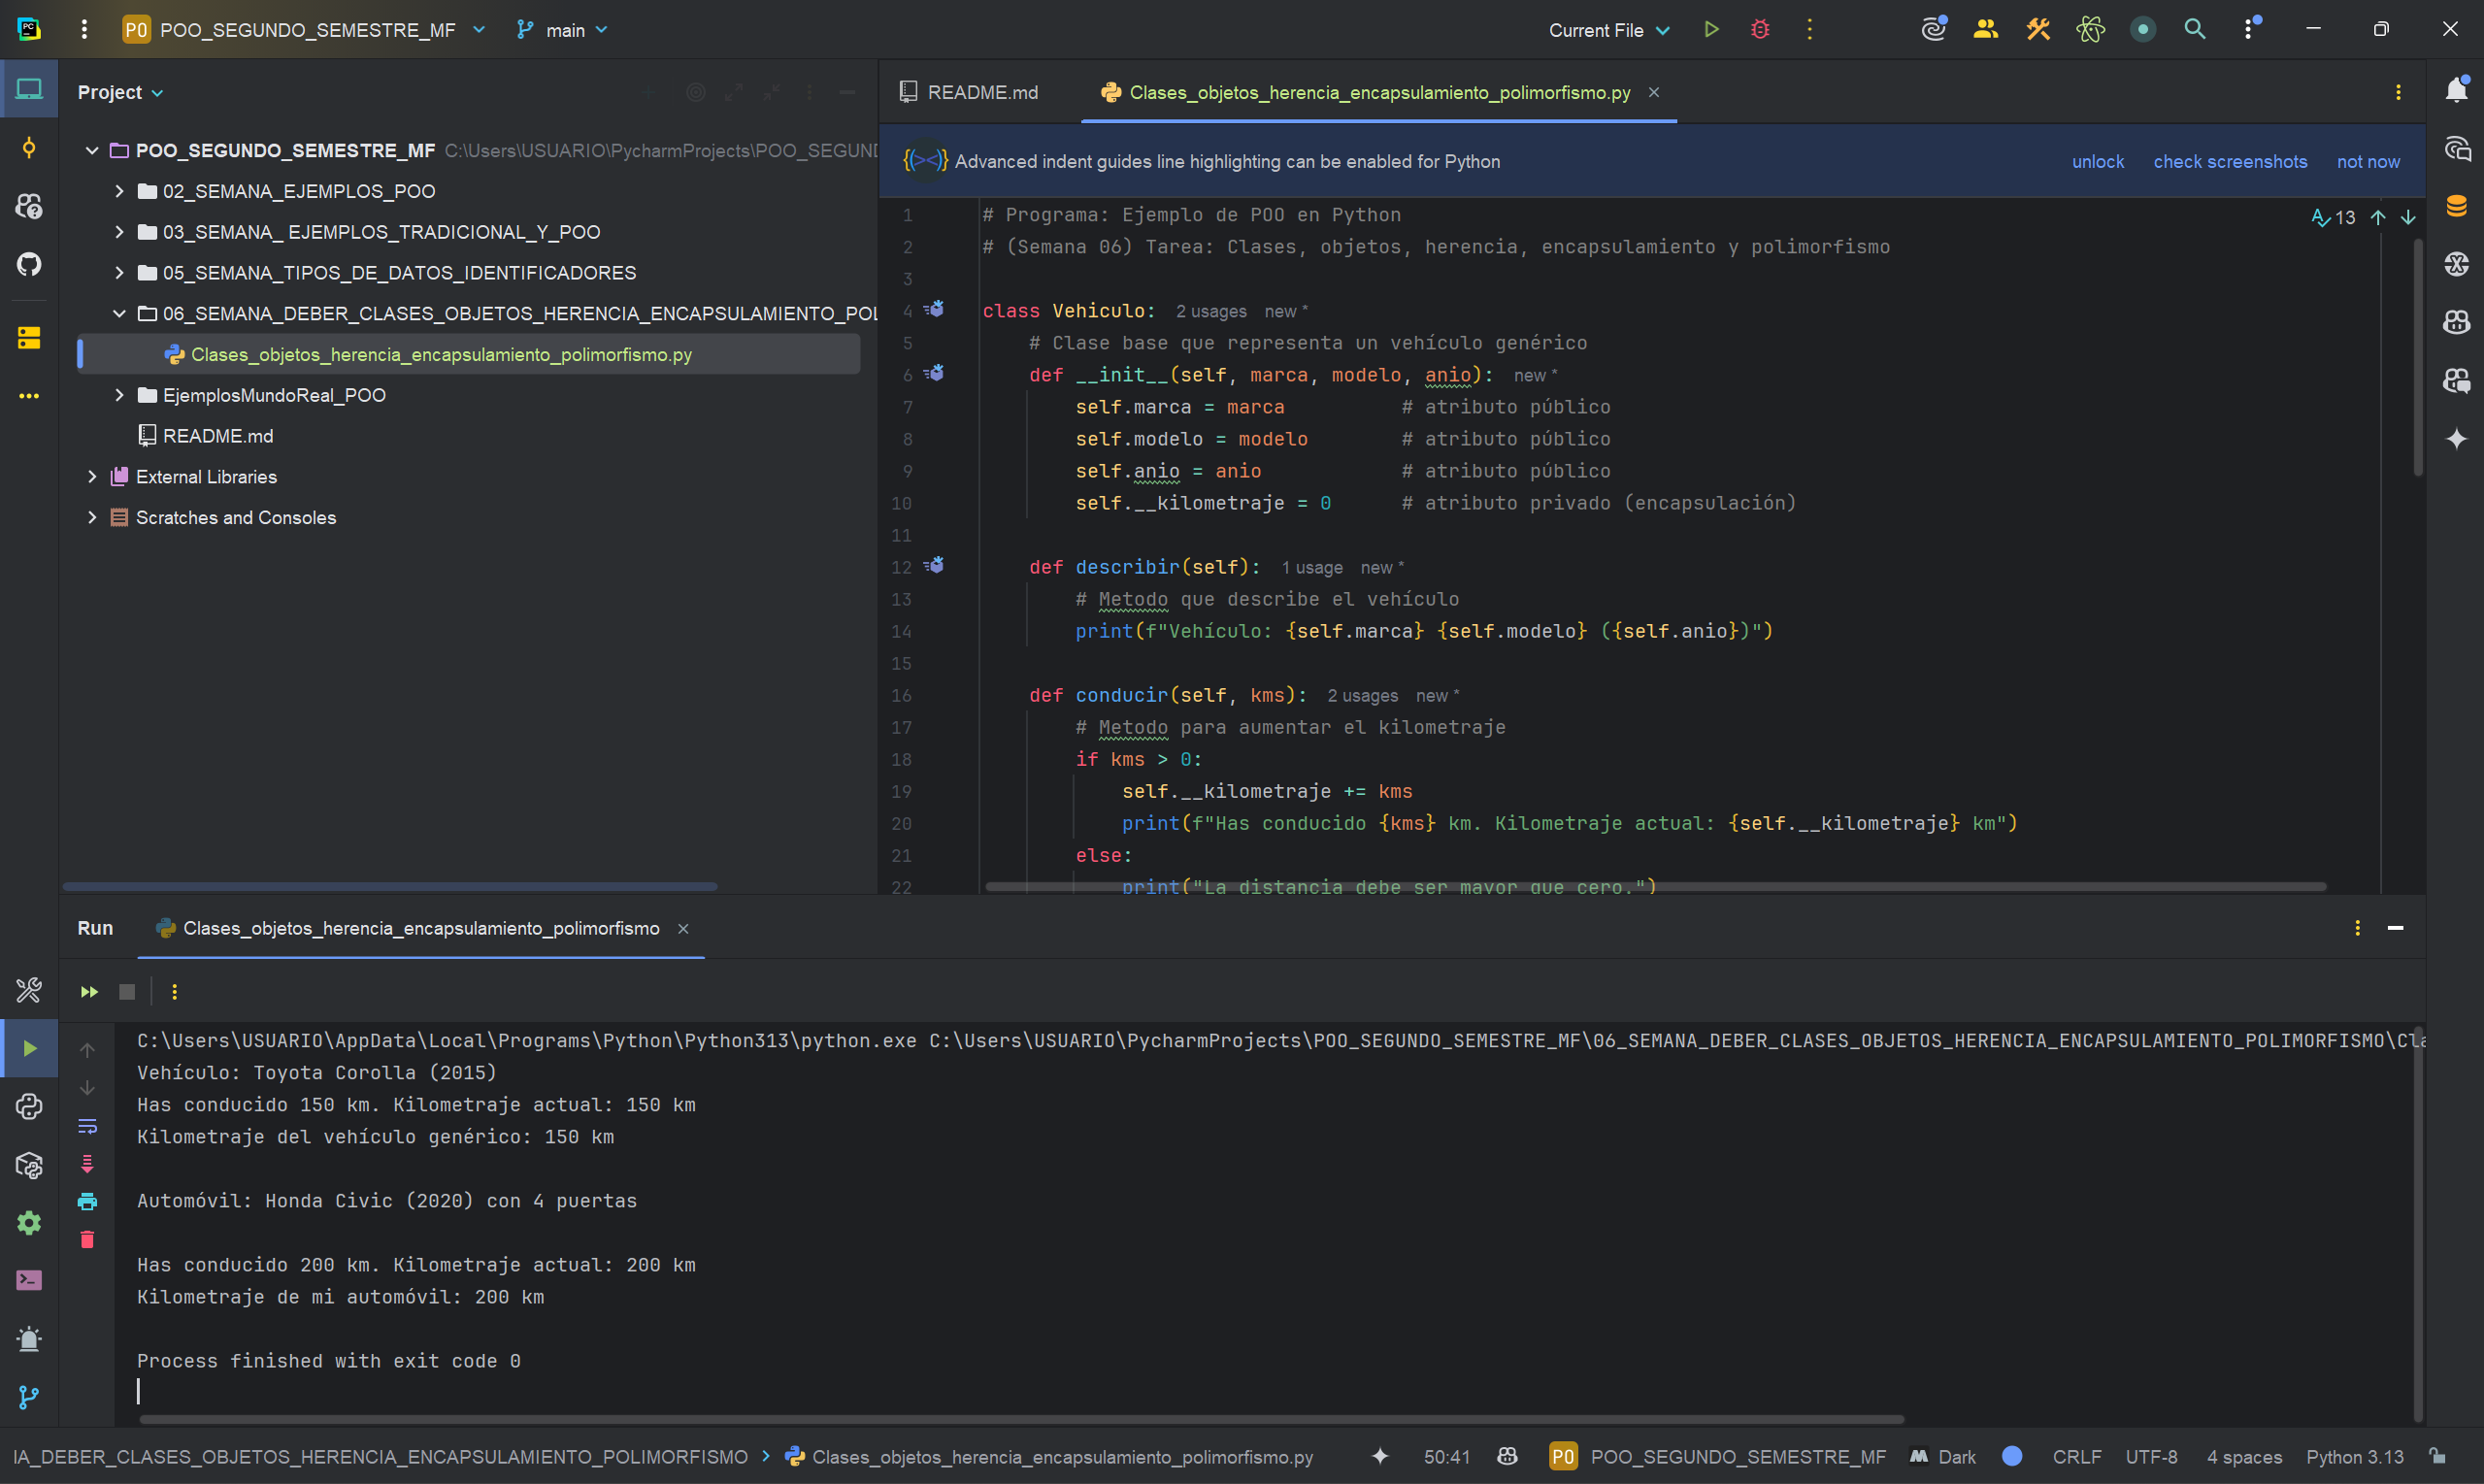 PC
PO POO_SEGUNDO_SEMESTRE_MF main Current File
Project
README.md
Clases_objetos_herencia_encapsulamiento_polimorfismo.py
POO_SEGUNDO_SEMESTRE_MF C:\Users\USUARIO\PycharmProjects\POO_SEGUND
02_SEMANA_EJEMPLOS_POO
03_SEMANA_ EJEMPLOS_TRADICIONAL_Y_POO
05_SEMANA_TIPOS_DE_DATOS_IDENTIFICADORES
06_SEMANA_DEBER_CLASES_OBJETOS_HERENCIA_ENCAPSULAMIENTO_POL
Clases_objetos_herencia_encapsulamiento_polimorfismo.py
EjemplosMundoReal_POO
README.md
External Libraries
Scratches and Consoles
Advanced indent guides line highlighting can be enabled for Python unlock check screenshots not now
13
1 # Programa: Ejemplo de POO en Python
2 # (Semana 06) Tarea: Clases, objetos, herencia, encapsulamiento y polimorfismo
3
4 class Vehiculo: 2 usages new *
5 # Clase base que representa un vehículo genérico
6 def __init__(self, marca, modelo, anio): new *
7 self.marca = marca # atributo público
8 self.modelo = modelo # atributo público
9 self.anio = anio # atributo público
10 self.__kilometraje = 0 # atributo privado (encapsulación)
11
12 def describir(self): 1 usage new *
13 # Metodo que describe el vehículo
14 print(f"Vehículo: {self.marca} {self.modelo} ({self.anio})")
15
16 def conducir(self, kms): 2 usages new *
17 # Metodo para aumentar el kilometraje
18 if kms > 0:
19 self.__kilometraje += kms
20 print(f"Has conducido {kms} km. Kilometraje actual: {self.__kilometraje} km")
21 else:
22 print("La distancia debe ser mayor que cero.")
Run Clases_objetos_herencia_encapsulamiento_polimorfismo
C:\Users\USUARIO\AppData\Local\Programs\Python\Python313\python.exe C:\Users\USUARIO\PycharmProjects\POO_SEGUNDO_SEMESTRE_MF\06_SEMANA_DEBER_CLASES_OBJETOS_HERENCIA_ENCAPSULAMIENTO_POLIMORFISMO\Cla
Vehículo: Toyota Corolla (2015)
Has conducido 150 km. Kilometraje actual: 150 km
Kilometraje del vehículo genérico: 150 km
Automóvil: Honda Civic (2020) con 4 puertas
Has conducido 200 km. Kilometraje actual: 200 km
Kilometraje de mi automóvil: 200 km
Process finished with exit code 0
IA_DEBER_CLASES_OBJETOS_HERENCIA_ENCAPSULAMIENTO_POLIMORFISMO Clases_objetos_herencia_encapsulamiento_polimorfismo.py 50:41 PO POO_SEGUNDO_SEMESTRE_MF Dark CRLF UTF-8 4 spaces Python 3.13